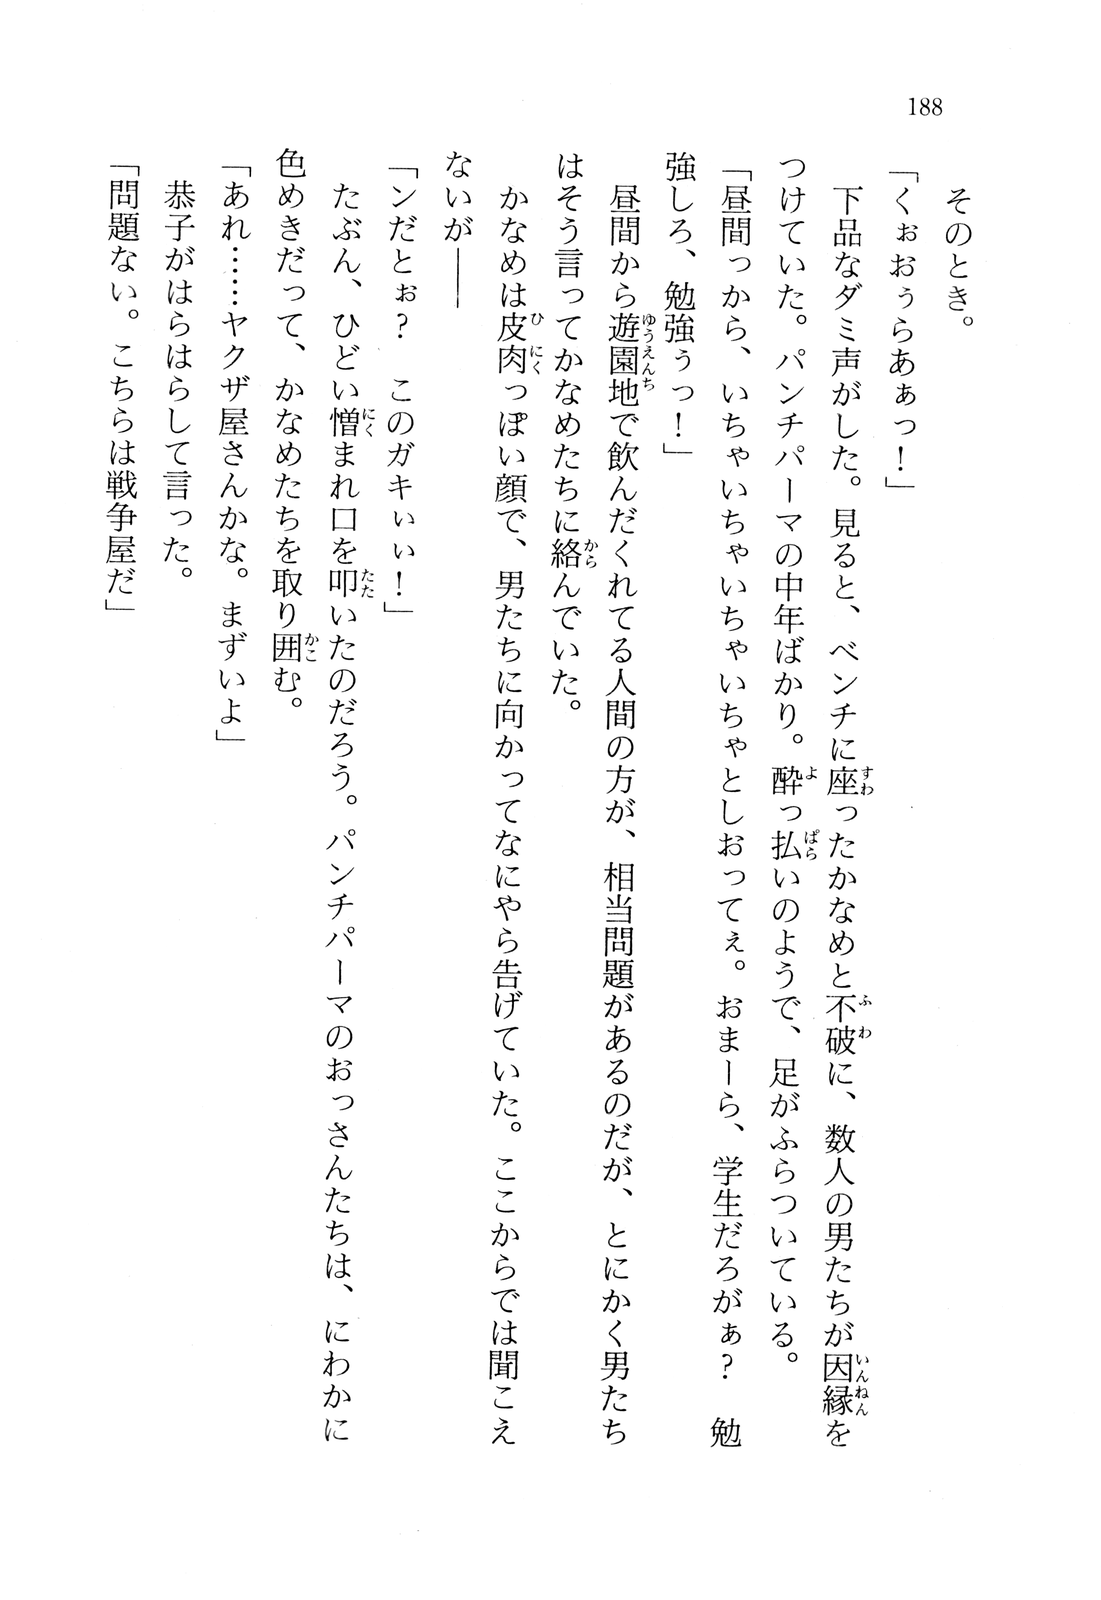 188
　そのとき。
「くぉおぅらあぁっ！」
　下品なダミ声がした。見ると、ベンチに座ったかなめと不破に、数人の男たちが因縁を
つけていた。パンチパーマの中年ばかり。酔っ払いのようで、足がふらついている。
「昼間っから、いちゃいちゃいちゃいちゃとしおってぇ。おまーら、学生だろがぁ？　勉
強しろ、勉強ぅっ！」
　昼間から遊園地で飲んだくれてる人間の方が、相当問題があるのだが、とにかく男たち
はそう言ってかなめたちに絡んでいた。
　かなめは皮肉っぽい顔で、男たちに向かってなにやら告げていた。ここからでは聞こえ
ないが――
「ンだとぉ？　このガキぃぃ！」
　たぶん、ひどい憎まれ口を叩いたのだろう。パンチパーマのおっさんたちは、にわかに
色めきだって、かなめたちを取り囲む。
「あれ……ヤクザ屋さんかな。まずいよ」
　恭子がはらはらして言った。
「問題ない。こちらは戦争屋だ」